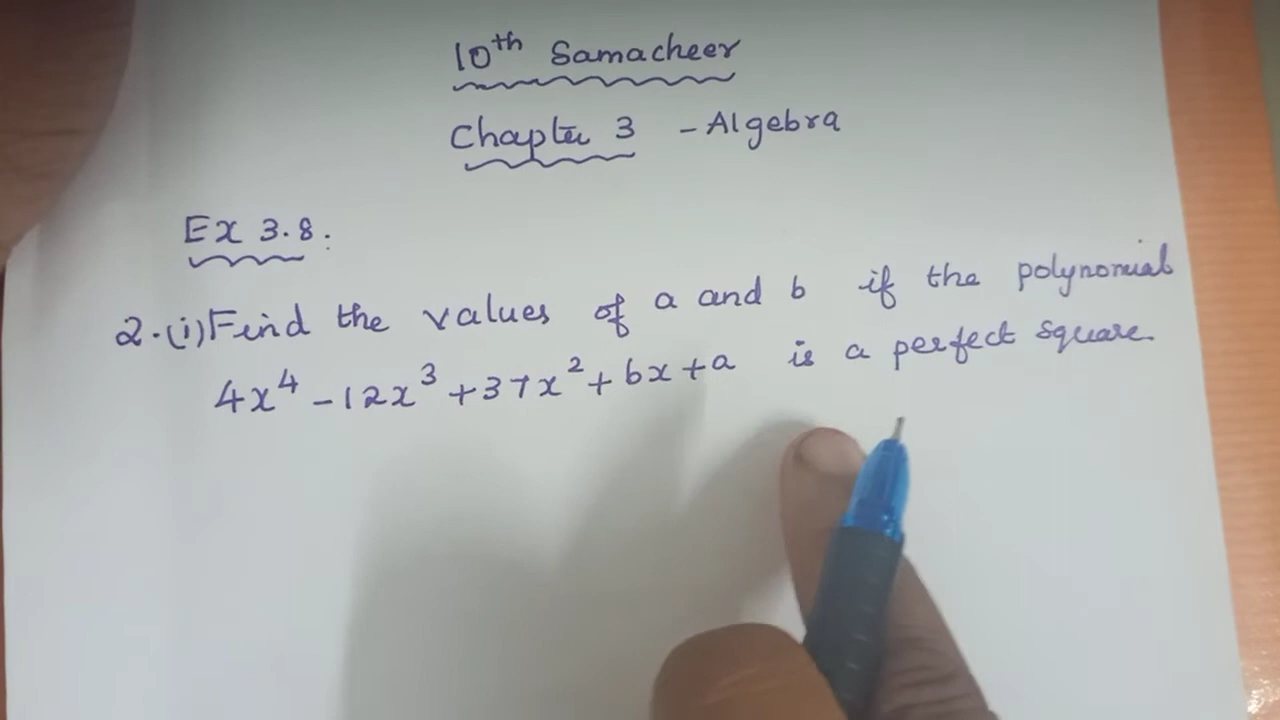 10th Samacheer
Chapter 3 - Algebra
Ex 3.8.
2.(i) Find the values of a and b if the polynomial
4x⁴ - 12x³ + 37x² + bx + a is a perfect square.